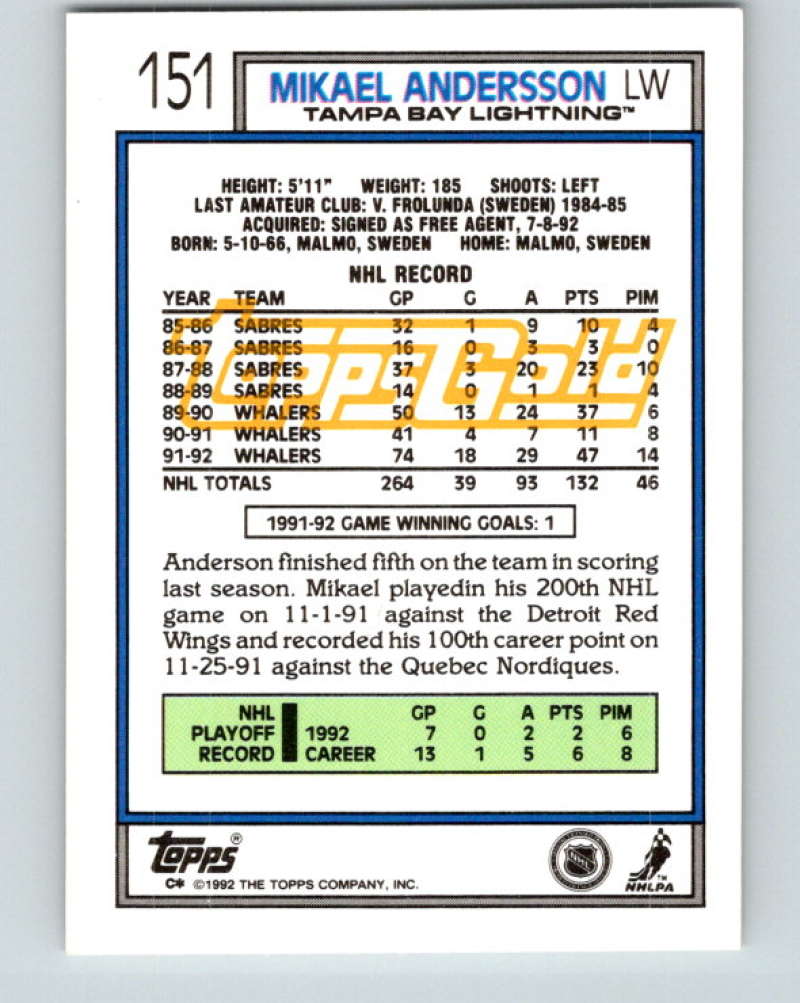 151
MIKAEL ANDERSSON LW
TAMPA BAY LIGHTNING™
HEIGHT: 5'11" WEIGHT: 185 SHOOTS: LEFT
LAST AMATEUR CLUB: V. FROLUNDA (SWEDEN) 1984-85
ACQUIRED: SIGNED AS FREE AGENT, 7-8-92
BORN: 5-10-66, MALMO, SWEDEN HOME: MALMO, SWEDEN
NHL RECORD
YEAR TEAM GP G A PTS PIM
85-86 SABRES 32 1 9 10 4
86-87 SABRES 16 0 3 3 0
87-88 SABRES 37 3 20 23 10
88-89 SABRES 14 0 1 1 4
89-90 WHALERS 50 13 24 37 6
90-91 WHALERS 41 4 7 11 8
91-92 WHALERS 74 18 29 47 14
NHL TOTALS 264 39 93 132 46
Topps Gold
1991-92 GAME WINNING GOALS: 1
Anderson finished fifth on the team in scoring
last season. Mikael playedin his 200th NHL
game on 11-1-91 against the Detroit Red
Wings and recorded his 100th career point on
11-25-91 against the Quebec Nordiques.
NHL GP G A PTS PIM
PLAYOFF 1992 7 0 2 2 6
RECORD CAREER 13 1 5 6 8
Topps®
C* ©1992 THE TOPPS COMPANY, INC.
NHL
™
NHLPA